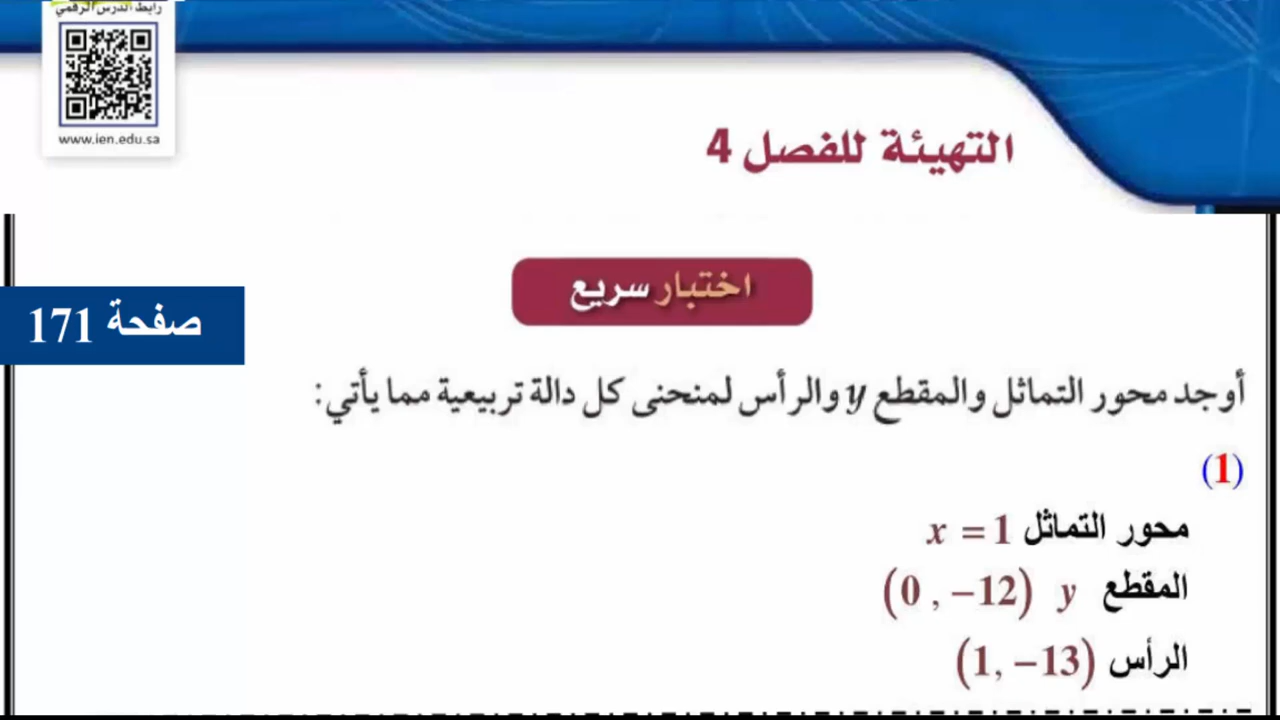 رابط الدرس الرقمي
www.ien.edu.sa
التهيئة للفصل 4
اختبار سريع
صفحة 171
أوجد محور التماثل والمقطع y والرأس لمنحنى كل دالة تربيعية مما يأتي:
(1)
محور التماثل x = 1
المقطع y (0 , −12)
الرأس (1, −13)